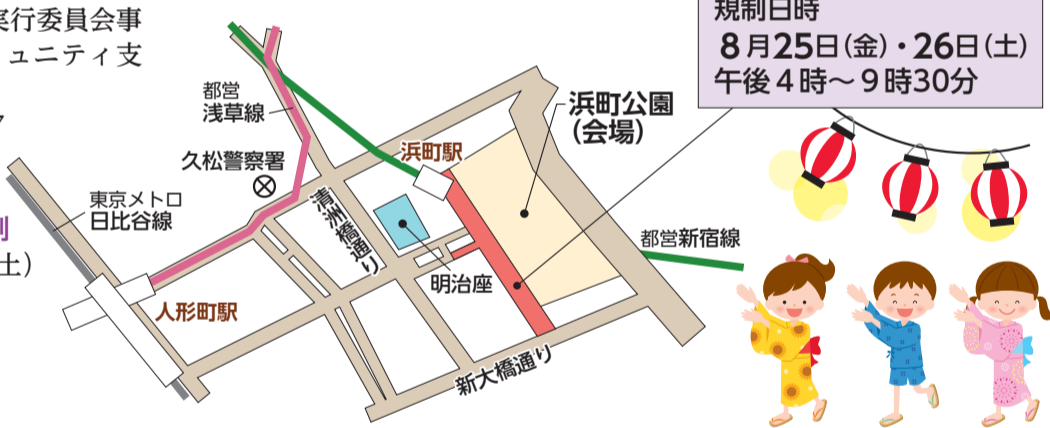 実行委員会事
ュニティ支
土）
規制日時
8月25日（金）・26日（土）
午後４時～９時30分
都営
浅草線
久松警察署
東京メトロ
日比谷線
人形町駅
清洲橋通り
浜町駅
浜町公園
（会場）
明治座
都営新宿線
新大橋通り